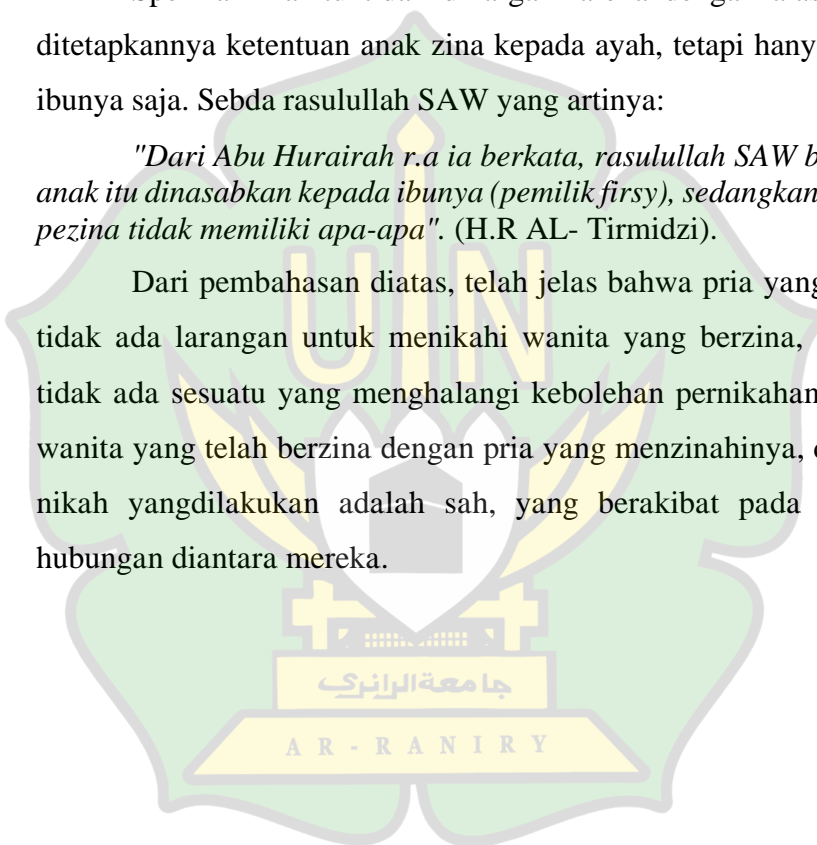 ditetapkannya ketentuan anak zina kepada ayah, tetapi hany
ibunya saja. Sebda rasulullah SAW yang artinya:
"Dari Abu Hurairah r.a ia berkata, rasulullah SAW b
anak itu dinasabkan kepada ibunya (pemilik firsy), sedangkan
pezina tidak memiliki apa-apa". (H.R AL- Tirmidzi).
Dari pembahasan diatas, telah jelas bahwa pria yang
tidak ada larangan untuk menikahi wanita yang berzina,
tidak ada sesuatu yang menghalangi kebolehan pernikahan
wanita yang telah berzina dengan pria yang menzinahinya,
nikah yangdilakukan adalah sah, yang berakibat pada
hubungan diantara mereka.
UIN
جامعة الرانري
AR-RANIRY